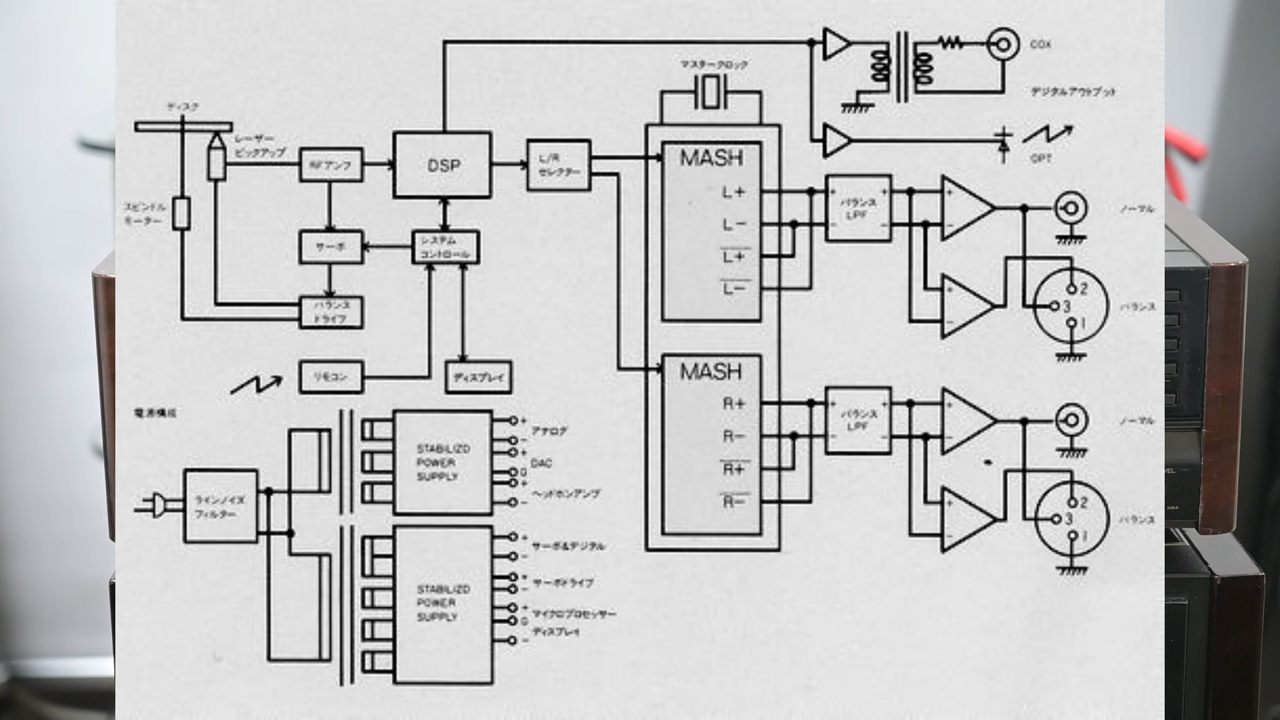 ディスク
レーザー
ピックアップ
スピンドル
モーター
RFアンプ
サーボ
バランス
ドライブ
DSP
システム
コントロール
リモコン
ディスプレイ
L/R
セレクター
マスタークロック
MASH
L+
L-
L+
L-
MASH
R+
R-
R+
R-
バランス
LPF
+
-
+
-
+
-
+
-
バランス
LPF
+
-
+
-
+
-
+
-
COX
デジタルアウトプット
OPT
ノーマル
2
3
1
バランス
ノーマル
2
3
1
バランス
電源構成
ラインノイズ
フィルター
STABILIZD
POWER
SUPPLY
+
アナログ
-
+
DAC
G
+
ヘッドホンアンプ
-
STABILIZD
POWER
SUPPLY
+
サーボ&デジタル
-
+
サーボドライブ
-
+
マイクロプロセッサー
G
ディスプレイ
-
MAX